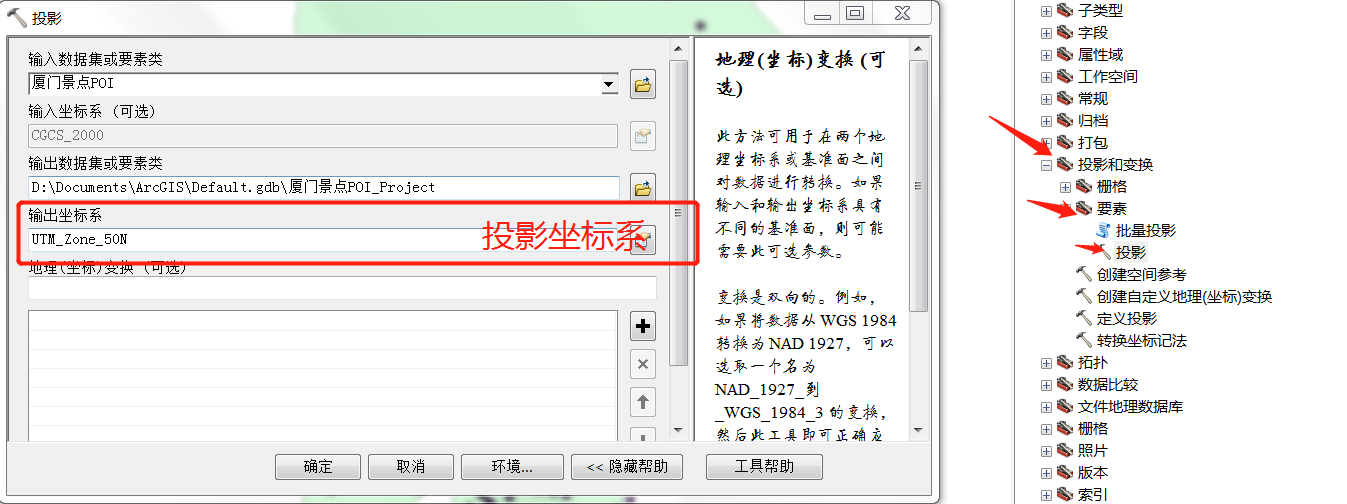 投影
输入数据集或要素类
厦门景点POI
输入坐标系 (可选)
CGCS_2000
输出数据集或要素类
D:\Documents\ArcGIS\Default.gdb\厦门景点POI_Project
输出坐标系
UTM_Zone_50N
投影坐标系
地理(坐标)变换 (可选)
确定
取消
环境...
<< 隐藏帮助
工具帮助
地理(坐标)变换 (可
选)
此方法可用于在两个地
理坐标系或基准面之间
对数据进行转换。如果
输入和输出坐标系具有
不同的基准面，则可能
需要此可选参数。
变换是双向的。例如，
如果将数据从 WGS 1984
转换为 NAD 1927，可以
选取一个名为
NAD_1927_到
_WGS_1984_3 的变换，
然后此工具即可正确应
子类型
字段
属性域
工作空间
常规
归档
打包
投影和变换
栅格
要素
批量投影
投影
创建空间参考
创建自定义地理(坐标)变换
定义投影
转换坐标记法
拓扑
数据比较
文件地理数据库
栅格
照片
版本
索引